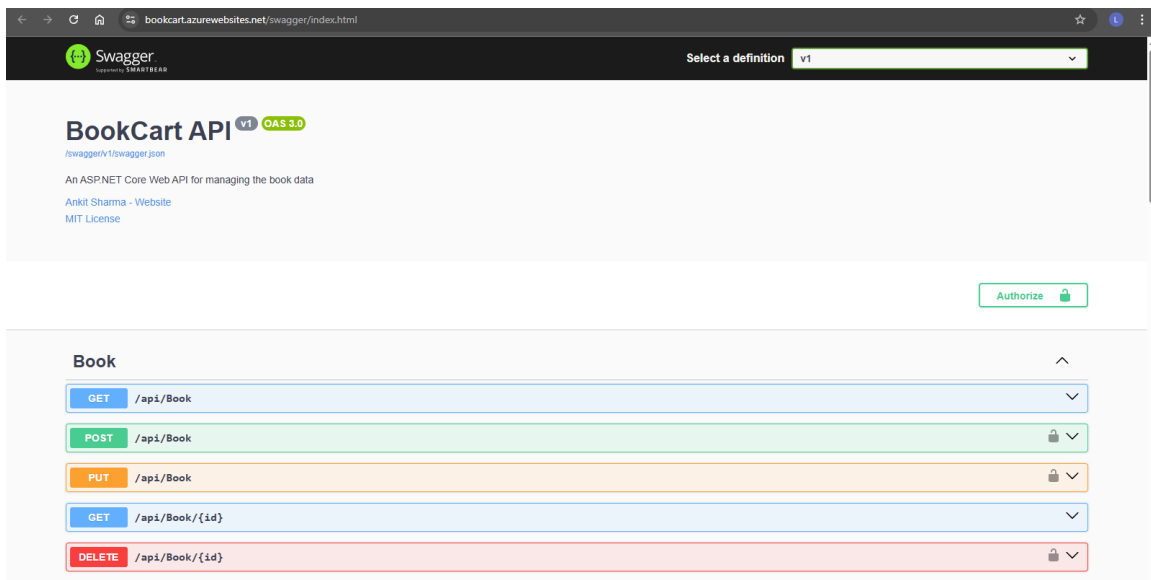 bookcart.azurewebsites.net/swagger/index.html
L
Swagger
Supported by SMARTBEAR
Select a definition
v1
BookCart API v1 OAS 3.0
/swagger/v1/swagger.json
An ASP.NET Core Web API for managing the book data
Ankit Sharma - Website
MIT License
Authorize
Book
GET /api/Book
POST /api/Book
PUT /api/Book
GET /api/Book/{id}
DELETE /api/Book/{id}